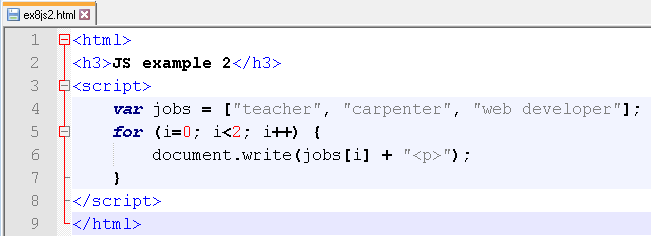 ex8js2.html
1 <html>
2 <h3>JS example 2</h3>
3 <script>
4 var jobs = ["teacher", "carpenter", "web developer"];
5 for (i=0; i<2; i++) {
6 document.write(jobs[i] + "<p>");
7 }
8 </script>
9 </html>